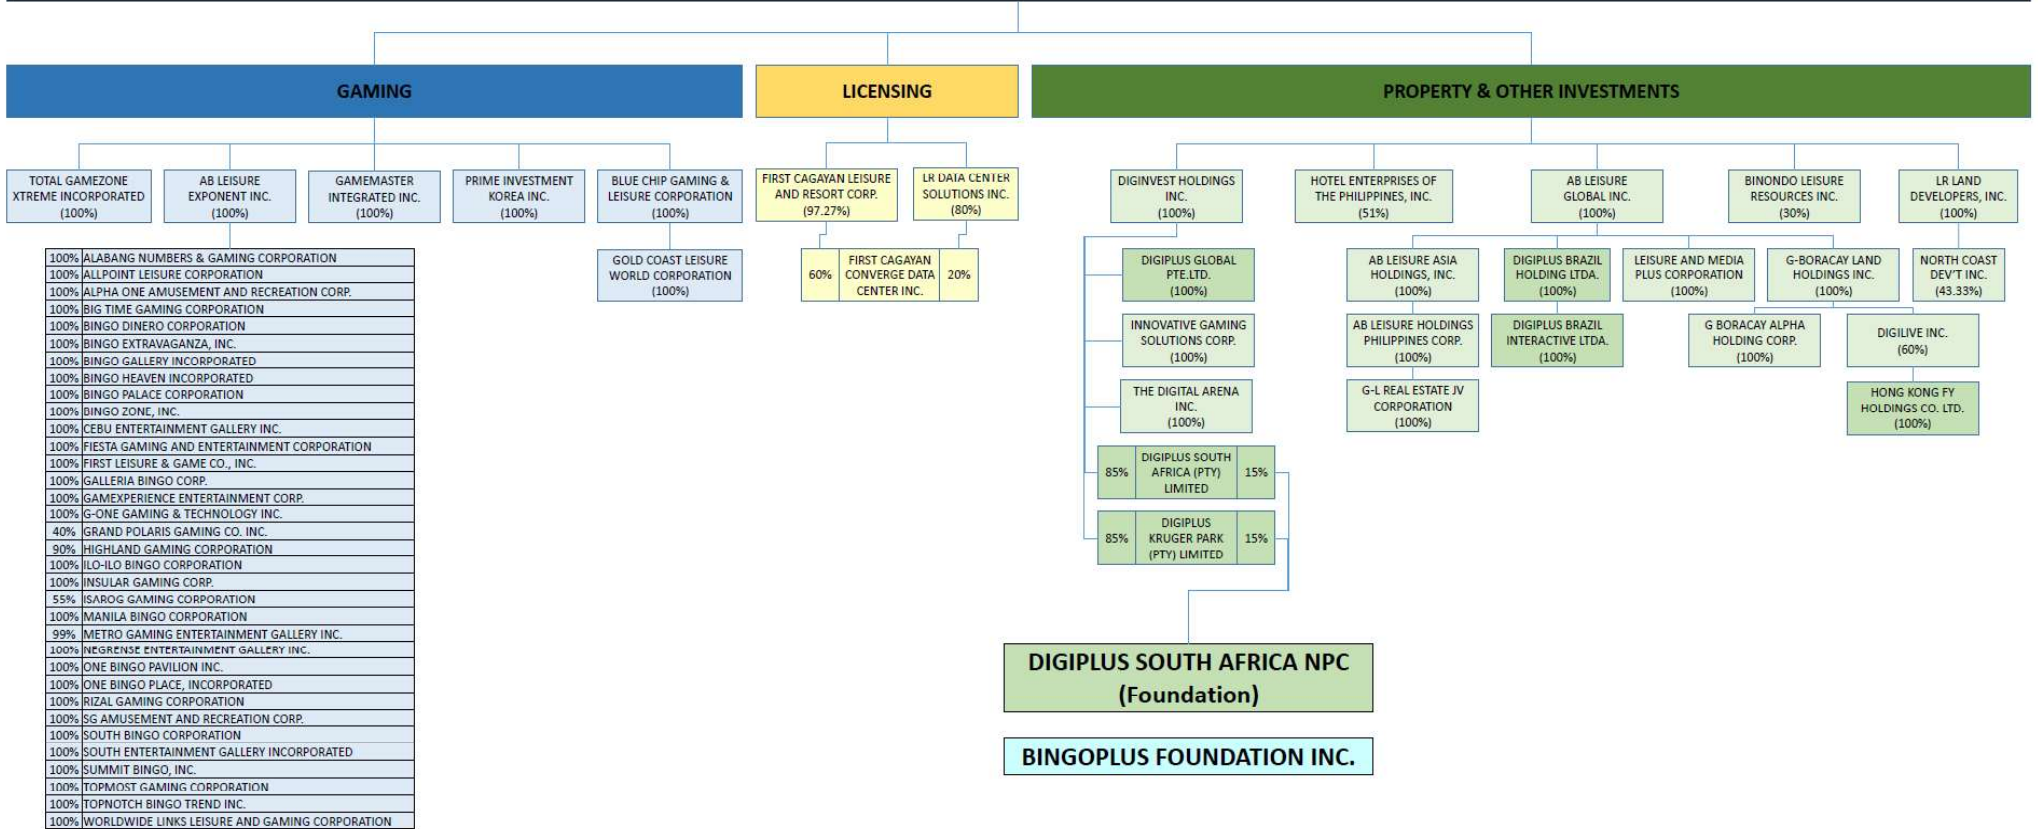 GAMING
LICENSING
PROPERTY & OTHER INVESTMENTS
TOTAL GAMEZONE
XTREME INCORPORATED
(100%)
AB LEISURE
EXPONENT INC.
(100%)
GAMEMASTER
INTEGRATED INC.
(100%)
PRIME INVESTMENT
KOREA INC.
(100%)
BLUE CHIP GAMING &
LEISURE CORPORATION
(100%)
FIRST CAGAYAN LEISURE
AND RESORT CORP.
(97.27%)
LR DATA CENTER
SOLUTIONS INC.
(80%)
DIGINVEST HOLDINGS
INC.
(100%)
HOTEL ENTERPRISES OF
THE PHILIPPINES, INC.
(51%)
AB LEISURE
GLOBAL INC.
(100%)
BINONDO LEISURE
RESOURCES INC.
(30%)
LR LAND
DEVELOPERS, INC.
(100%)
100% ALABANG NUMBERS & GAMING CORPORATION
100% ALLPOINT LEISURE CORPORATION
100% ALPHA ONE AMUSEMENT AND RECREATION CORP.
100% BIG TIME GAMING CORPORATION
100% BINGO DINERO CORPORATION
100% BINGO EXTRAVAGANZA, INC.
100% BINGO GALLERY INCORPORATED
100% BINGO HEAVEN INCORPORATED
100% BINGO PALACE CORPORATION
100% BINGO ZONE, INC.
100% CEBU ENTERTAINMENT GALLERY INC.
100% FIESTA GAMING AND ENTERTAINMENT CORPORATION
100% FIRST LEISURE & GAME CO., INC.
100% GALLERIA BINGO CORP.
100% GAMEXPERIENCE ENTERTAINMENT CORP.
100% G-ONE GAMING & TECHNOLOGY INC.
40% GRAND POLARIS GAMING CO. INC.
90% HIGHLAND GAMING CORPORATION
100% ILO-ILO BINGO CORPORATION
100% INSULAR GAMING CORP.
55% ISAROG GAMING CORPORATION
100% MANILA BINGO CORPORATION
99% METRO GAMING ENTERTAINMENT GALLERY INC.
100% NEGRENSE ENTERTAINMENT GALLERY INC.
100% ONE BINGO PAVILION INC.
100% ONE BINGO PLACE, INCORPORATED
100% RIZAL GAMING CORPORATION
100% SG AMUSEMENT AND RECREATION CORP.
100% SOUTH BINGO CORPORATION
100% SOUTH ENTERTAINMENT GALLERY INCORPORATED
100% SUMMIT BINGO, INC.
100% TOPMOST GAMING CORPORATION
100% TOPNOTCH BINGO TREND INC.
100% WORLDWIDE LINKS LEISURE AND GAMING CORPORATION
GOLD COAST LEISURE
WORLD CORPORATION
(100%)
60%
FIRST CAGAYAN
CONVERGE DATA
CENTER INC.
20%
DIGIPLUS GLOBAL
PTE.LTD.
(100%)
INNOVATIVE GAMING
SOLUTIONS CORP.
(100%)
THE DIGITAL ARENA
INC.
(100%)
85%
DIGIPLUS SOUTH
AFRICA (PTY)
LIMITED
15%
85%
DIGIPLUS
KRUGER PARK
(PTY) LIMITED
15%
AB LEISURE ASIA
HOLDINGS, INC.
(100%)
AB LEISURE HOLDINGS
PHILIPPINES CORP.
(100%)
G-L REAL ESTATE JV
CORPORATION
(100%)
DIGIPLUS BRAZIL
HOLDING LTDA.
(100%)
DIGIPLUS BRAZIL
INTERACTIVE LTDA.
(100%)
LEISURE AND MEDIA
PLUS CORPORATION
(100%)
G-BORACAY LAND
HOLDINGS INC.
(100%)
G BORACAY ALPHA
HOLDING CORP.
(100%)
DIGILIVE INC.
(60%)
HONG KONG FY
HOLDINGS CO. LTD.
(100%)
NORTH COAST
DEV'T INC.
(43.33%)
DIGIPLUS SOUTH AFRICA NPC
(Foundation)
BINGOPLUS FOUNDATION INC.